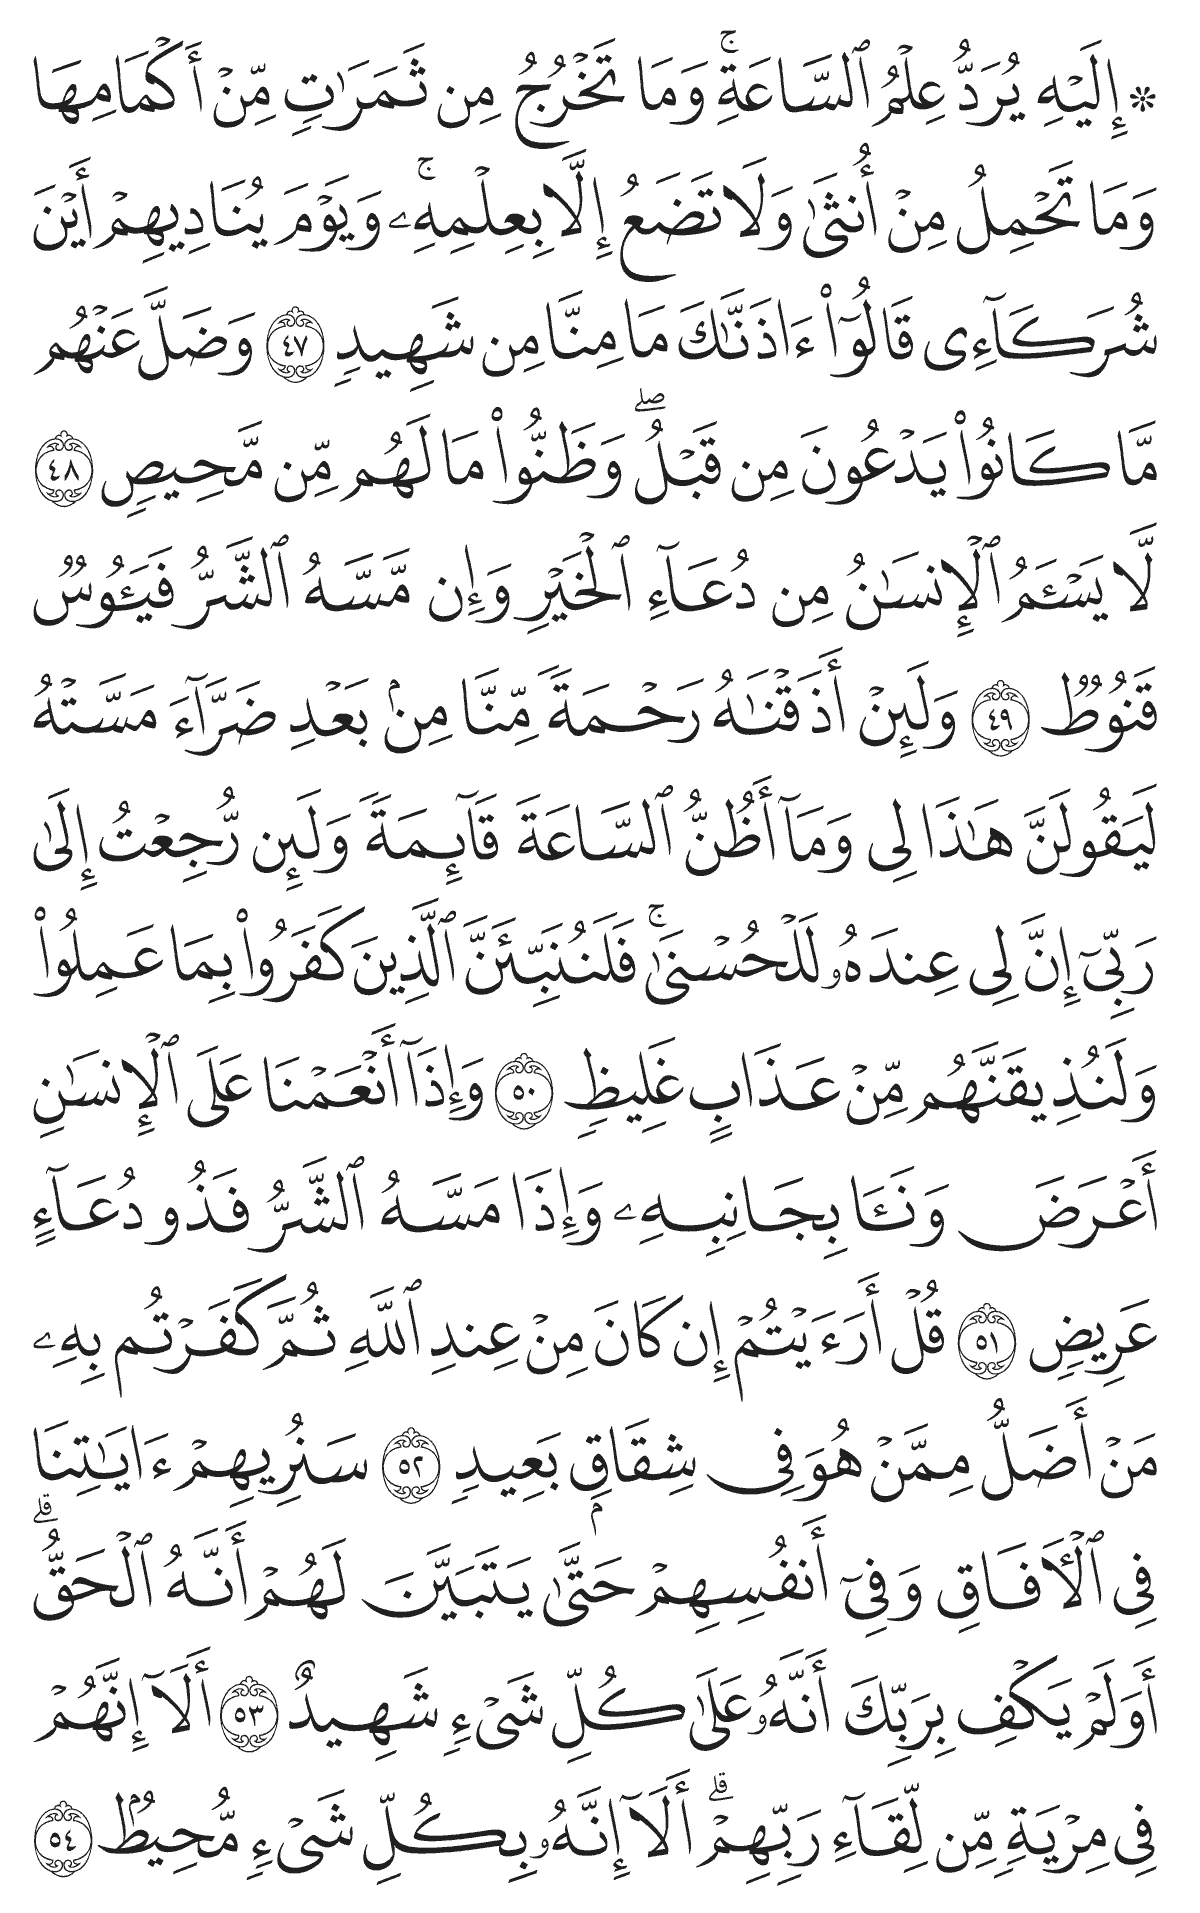 ۞ إِلَيْهِ يُرَدُّ عِلْمُ ٱلسَّاعَةِۚ وَمَا تَخْرُجُ مِن ثَمَرَٰتٍ مِّنْ أَكْمَامِهَا
وَمَا تَحْمِلُ مِنْ أُنثَىٰ وَلَا تَضَعُ إِلَّا بِعِلْمِهِۦۚ وَيَوْمَ يُنَادِيهِمْ أَيْنَ
شُرَكَآءِى قَالُوٓا۟ ءَاذَنَّـٰكَ مَا مِنَّا مِن شَهِيدٍ ٤٧ وَضَلَّ عَنْهُم
مَّا كَانُوا۟ يَدْعُونَ مِن قَبْلُۖ وَظَنُّوا۟ مَا لَهُم مِّن مَّحِيصٍ ٤٨
لَّا يَسْـَٔمُ ٱلْإِنسَـٰنُ مِن دُعَآءِ ٱلْخَيْرِ وَإِن مَّسَّهُ ٱلشَّرُّ فَيَـُٔوسٌ
قَنُوطٌ ٤٩ وَلَئِنْ أَذَقْنَـٰهُ رَحْمَةً مِّنَّا مِنۢ بَعْدِ ضَرَّآءَ مَسَّتْهُ
لَيَقُولَنَّ هَـٰذَا لِى وَمَآ أَظُنُّ ٱلسَّاعَةَ قَآئِمَةً وَلَئِن رُّجِعْتُ إِلَىٰ
رَبِّىٓ إِنَّ لِى عِندَهُۥ لَلْحُسْنَىٰۚ فَلَنُنَبِّئَنَّ ٱلَّذِينَ كَفَرُوا۟ بِمَا عَمِلُوا۟
وَلَنُذِيقَنَّهُم مِّنْ عَذَابٍ غَلِيظٍ ٥٠ وَإِذَآ أَنْعَمْنَا عَلَى ٱلْإِنسَـٰنِ
أَعْرَضَ وَنَـَٔا بِجَانِبِهِۦ وَإِذَا مَسَّهُ ٱلشَّرُّ فَذُو دُعَآءٍ
عَرِيضٍ ٥١ قُلْ أَرَءَيْتُمْ إِن كَانَ مِنْ عِندِ ٱللَّهِ ثُمَّ كَفَرْتُم بِهِۦ
مَنْ أَضَلُّ مِمَّنْ هُوَ فِى شِقَاقٍۭ بَعِيدٍ ٥٢ سَنُرِيهِمْ ءَايَـٰتِنَا
فِى ٱلْـَٔافَاقِ وَفِىٓ أَنفُسِهِمْ حَتَّىٰ يَتَبَيَّنَ لَهُمْ أَنَّهُ ٱلْحَقُّۗ
أَوَلَمْ يَكْفِ بِرَبِّكَ أَنَّهُۥ عَلَىٰ كُلِّ شَىْءٍ شَهِيدٌ ٥٣ أَلَآ إِنَّهُمْ
فِى مِرْيَةٍ مِّن لِّقَآءِ رَبِّهِمْۗ أَلَآ إِنَّهُۥ بِكُلِّ شَىْءٍ مُّحِيطٌۢ ٥٤